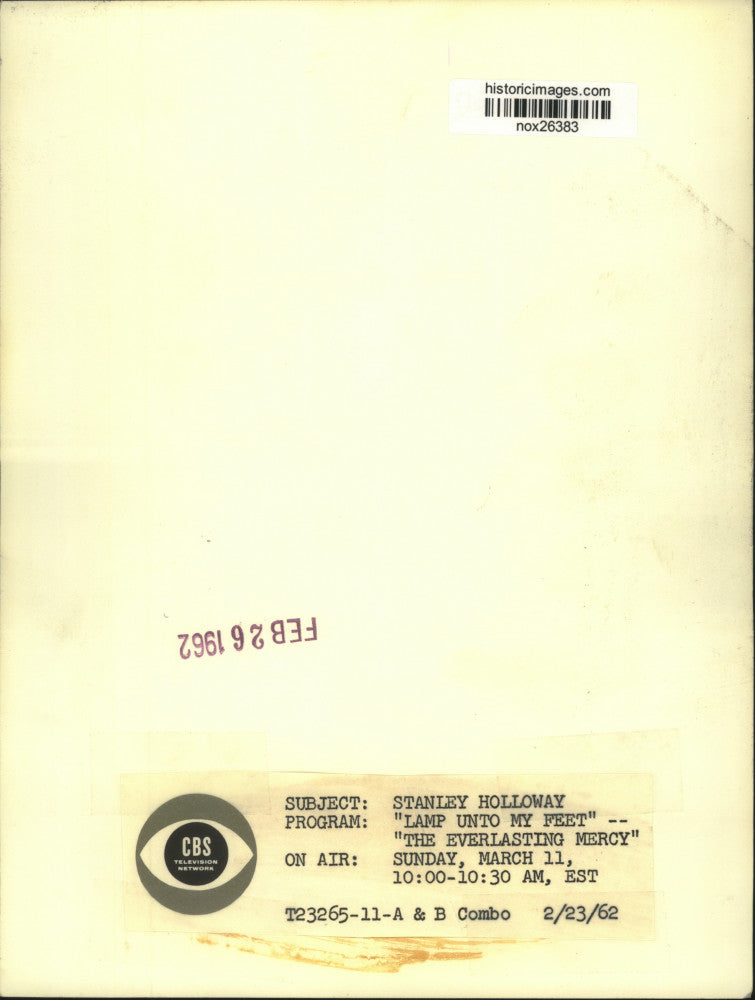 historicimages.com
nox26383
FEB 26 1962
SUBJECT: STANLEY HOLLOWAY
PROGRAM: "LAMP UNTO MY FEET" --
"THE EVERLASTING MERCY"
ON AIR: SUNDAY, MARCH 11,
10:00-10:30 AM, EST
CBS
TELEVISION
NETWORK
T23265-11-A & B Combo 2/23/62